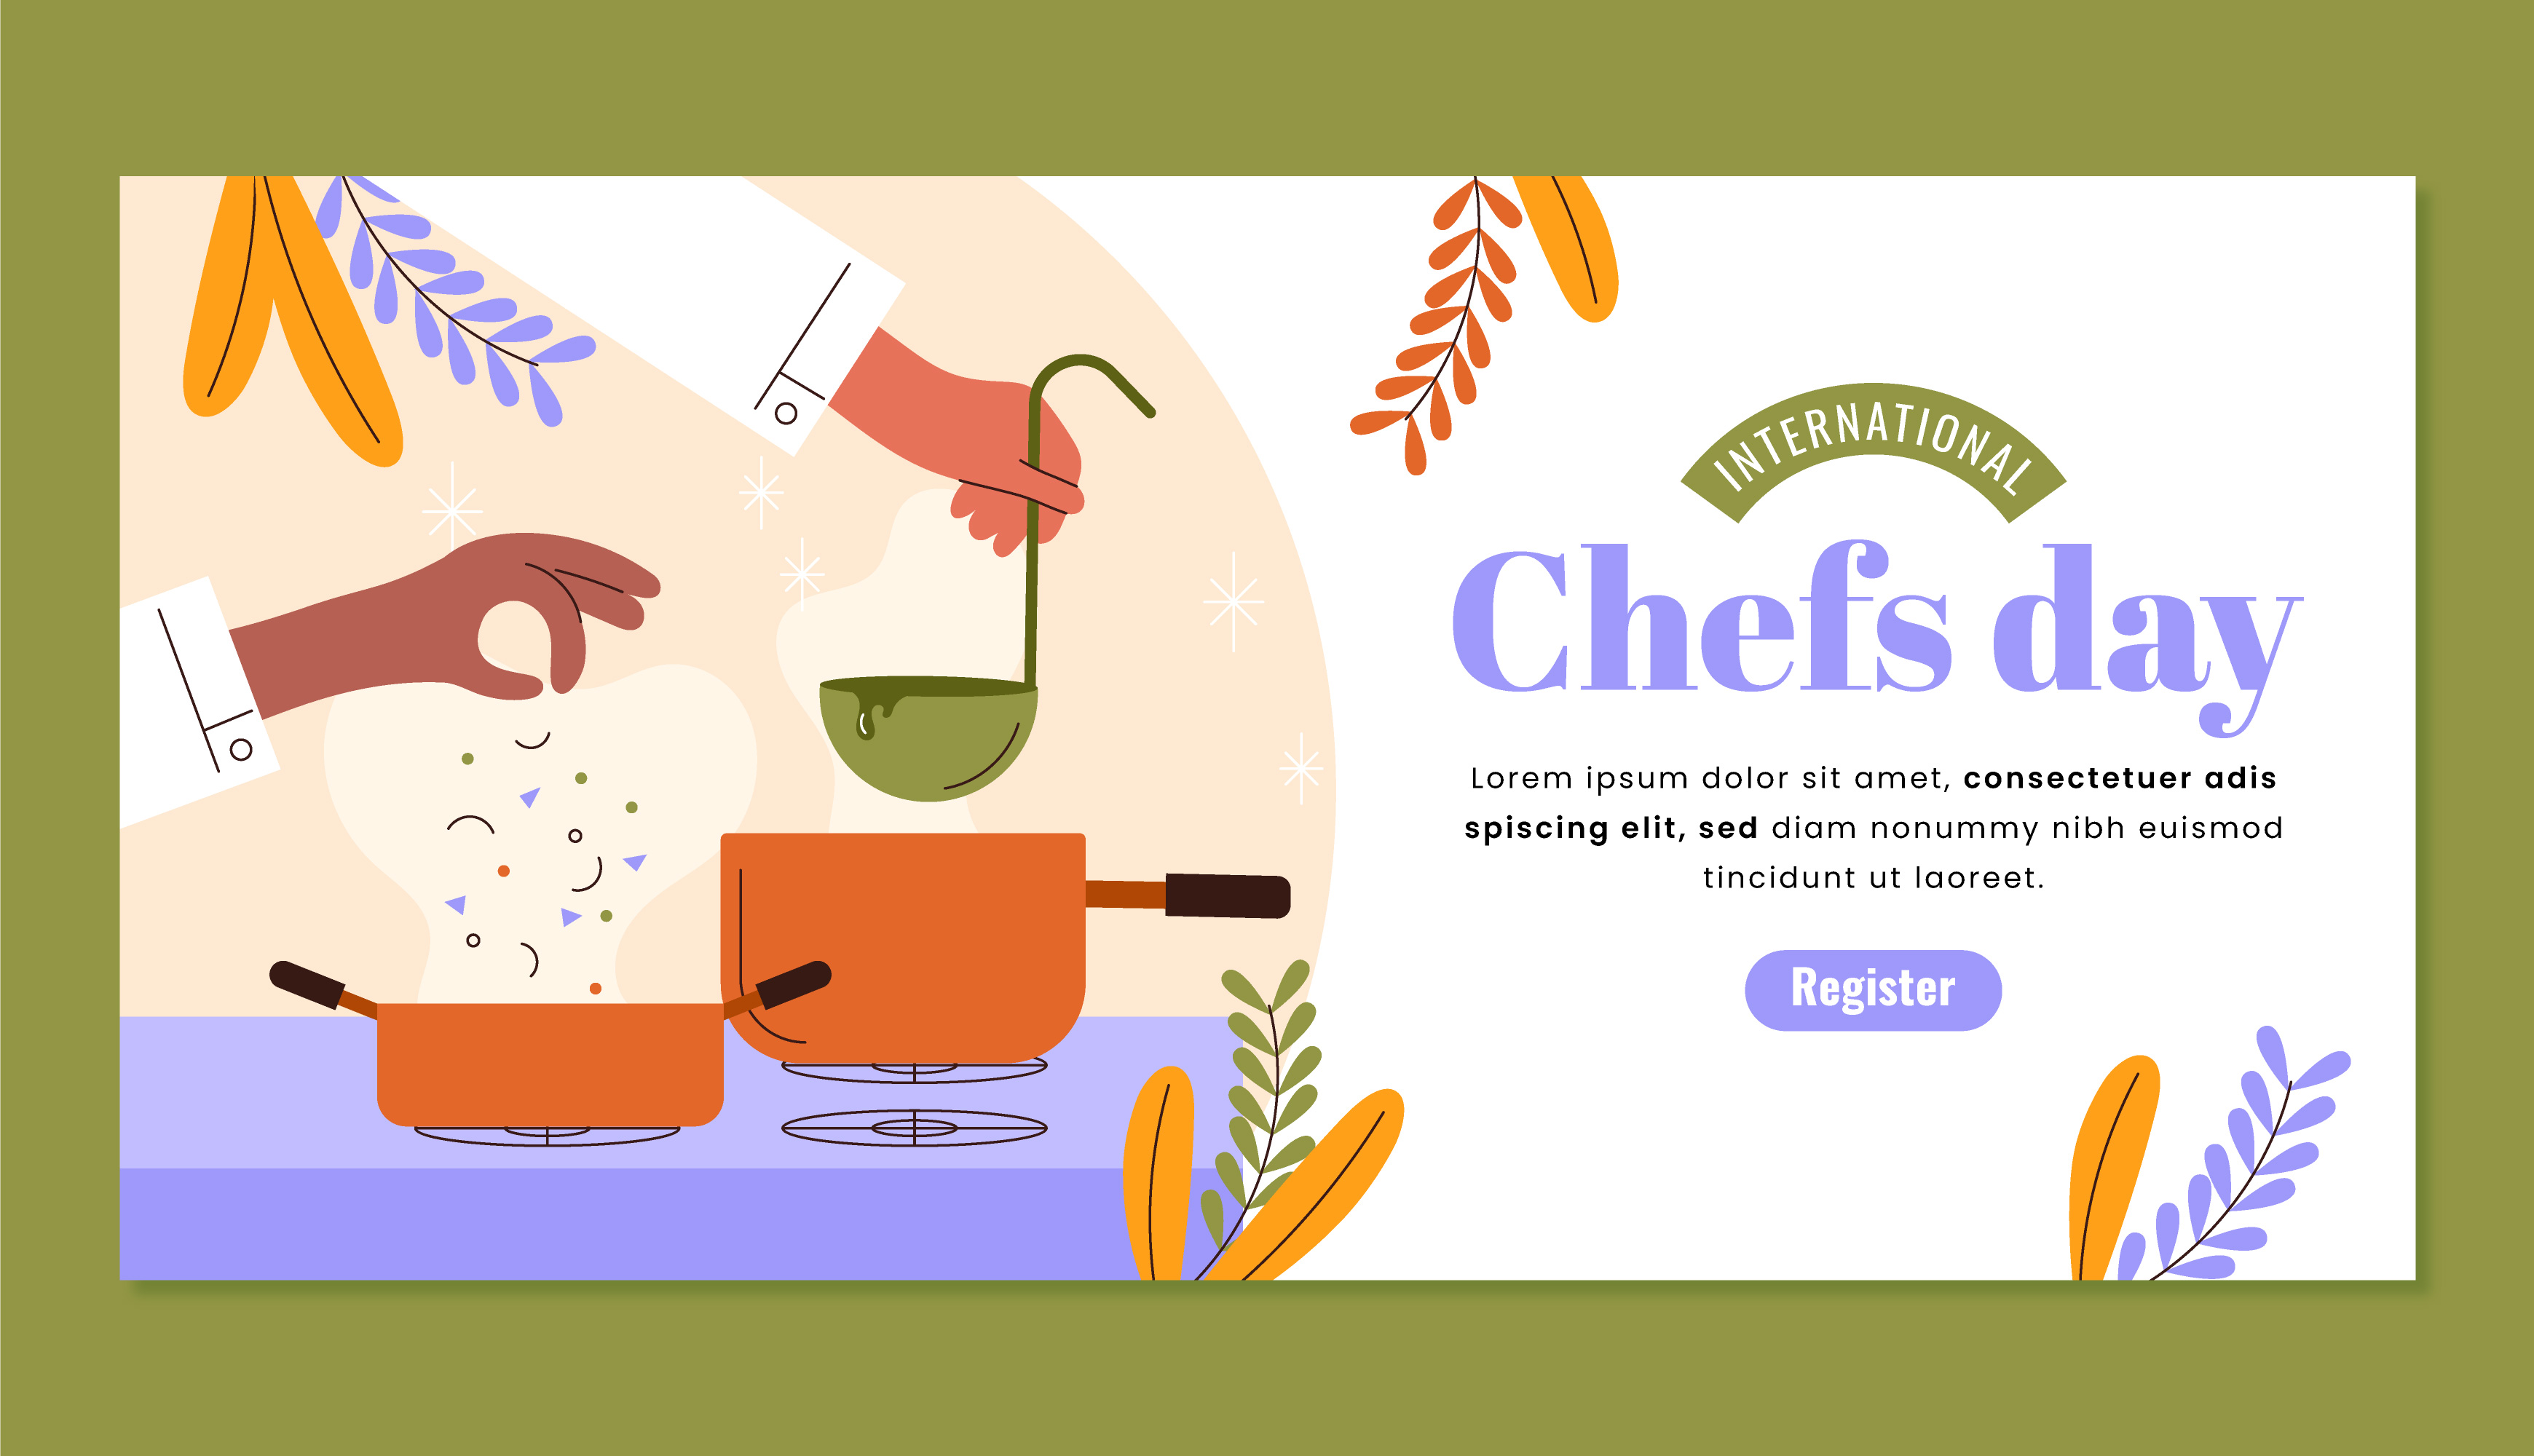 INTERNATIONAL
Chefs day
Lorem ipsum dolor sit amet, consectetuer adis
spiscing elit, sed diam nonummy nibh euismod
tincidunt ut laoreet.
Register